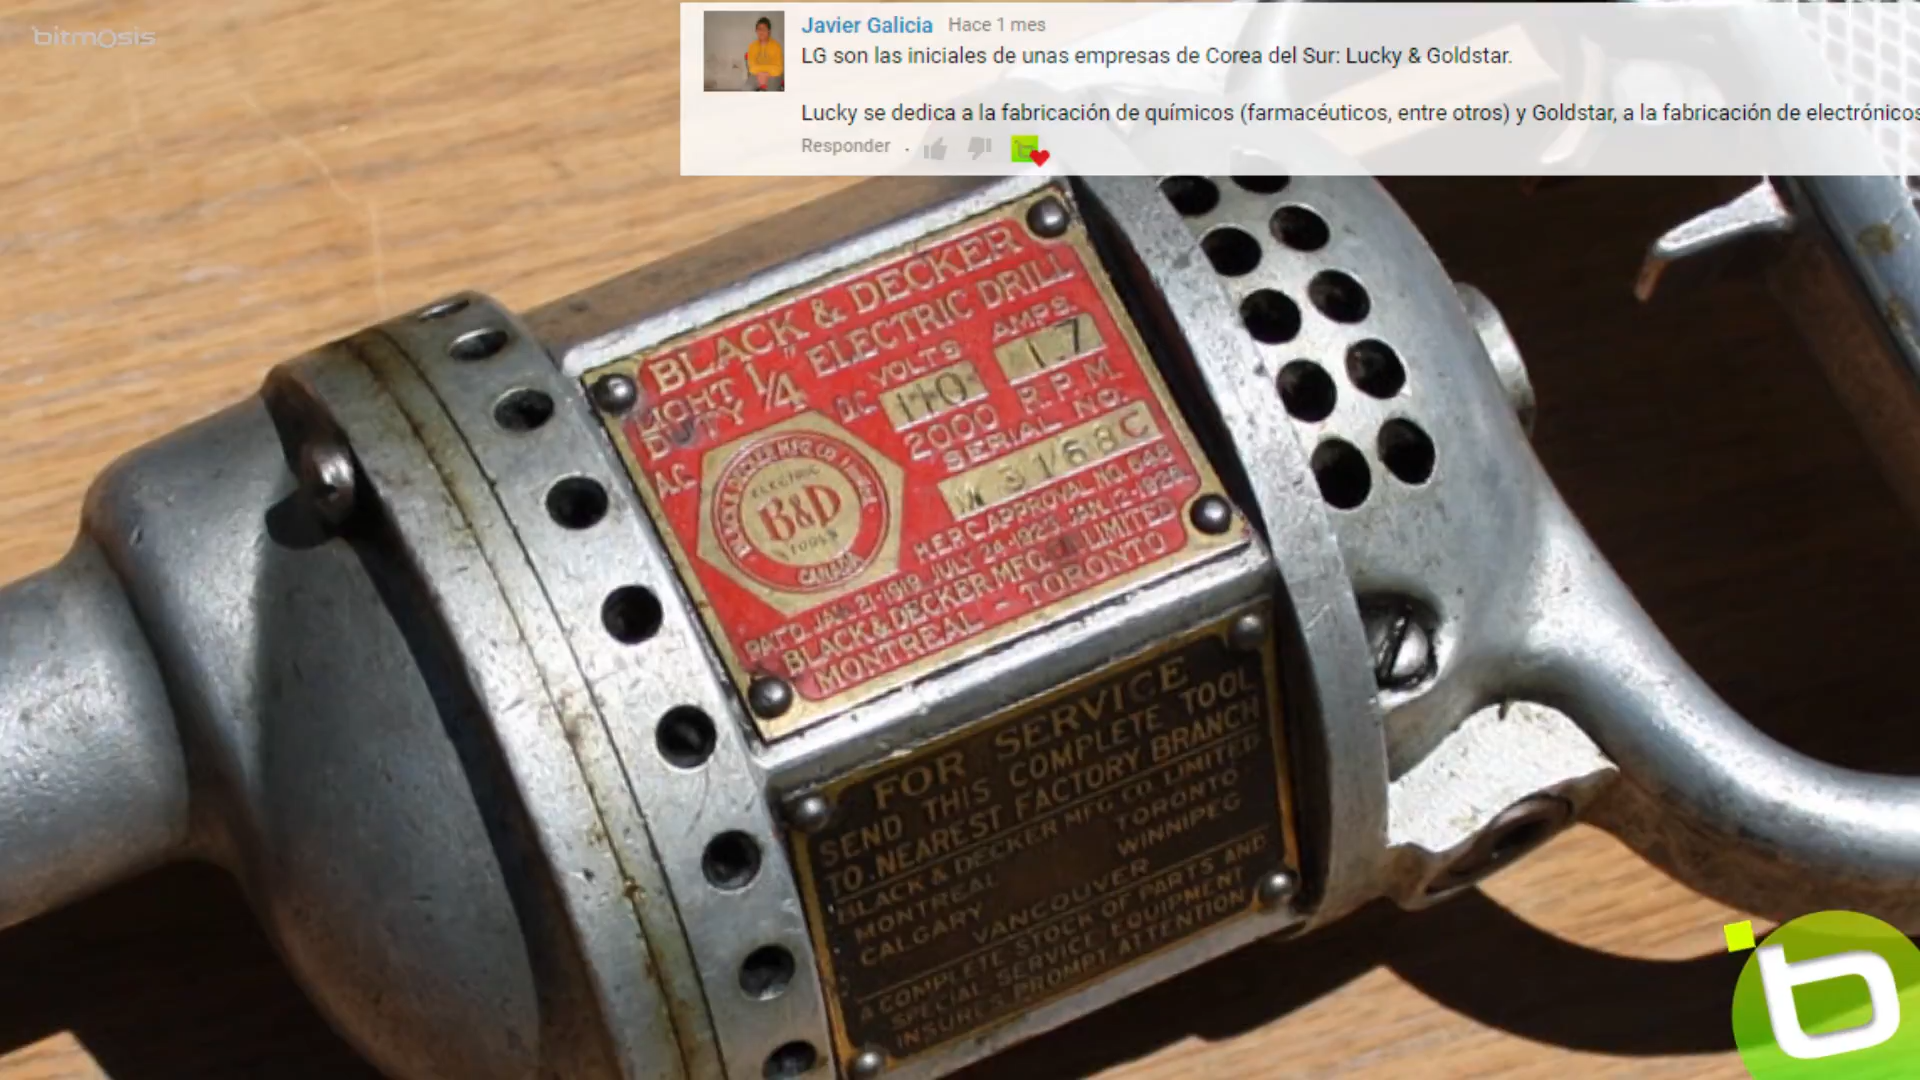 bitmosis
Javier Galicia Hace 1 mes
LG son las iniciales de unas empresas de Corea del Sur: Lucky & Goldstar.
Lucky se dedica a la fabricación de químicos (farmacéuticos, entre otros) y Goldstar, a la fabricación de electrónicos
Responder
BLACK & DECKER
LIGHT DUTY 1/4" ELECTRIC DRILL
A.C. D.C. VOLTS AMPS.
110 1.7
2000 R.P.M.
SERIAL NO.
W 3168C
H.E.P.C. APPROVAL NO. 648
PAT'D. JAN. 21-1919 JULY 24-1923 JAN. 12-1926
BLACK & DECKER MFG. CO. LIMITED
MONTREAL - TORONTO
ELECTRIC
B&D
TOOLS
CANADA
FOR SERVICE
SEND THIS COMPLETE TOOL
TO NEAREST FACTORY BRANCH
BLACK & DECKER MFG CO LIMITED
MONTREAL TORONTO
CALGARY VANCOUVER WINNIPEG
A COMPLETE STOCK OF PARTS AND
SPECIAL SERVICE EQUIPMENT
INSURES PROMPT ATTENTION
b